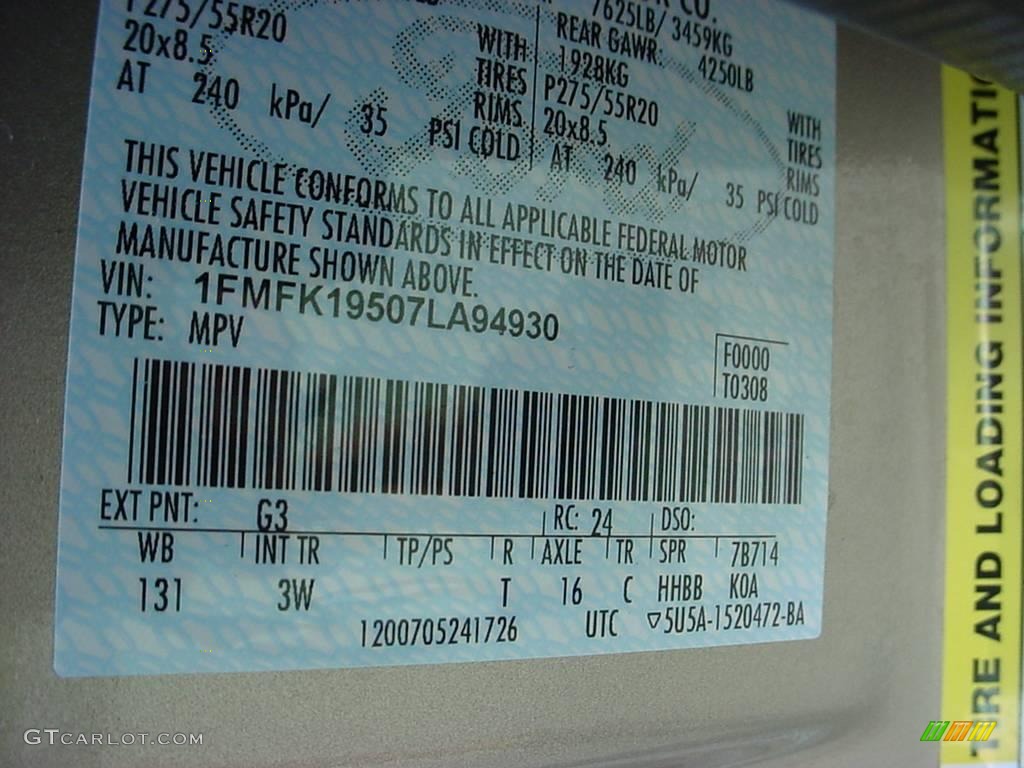 CO.
7625LB/ 3459KG
P275/55R20 WITH REAR GAWR: 4250LB
20x8.5 TIRES 1928KG WITH
AT 240 kPa/ 35 RIMS P275/55R20 TIRES
PSI COLD 20x8.5 RIMS
AT 240 kPa/ 35 PSI COLD
THIS VEHICLE CONFORMS TO ALL APPLICABLE FEDERAL MOTOR
VEHICLE SAFETY STANDARDS IN EFFECT ON THE DATE OF
MANUFACTURE SHOWN ABOVE.
VIN: 1FMFK19507LA94930
TYPE: MPV
F0000
T0308
EXT PNT: G3 RC: 24 DSO:
WB INT TR TP/PS R AXLE TR SPR 7B714
131 3W T 16 C HHBB KOA
1200705241726 UTC ▽5U5A-1520472-BA
TIRE AND LOADING INFORMATIO
GTCARLOT.COM